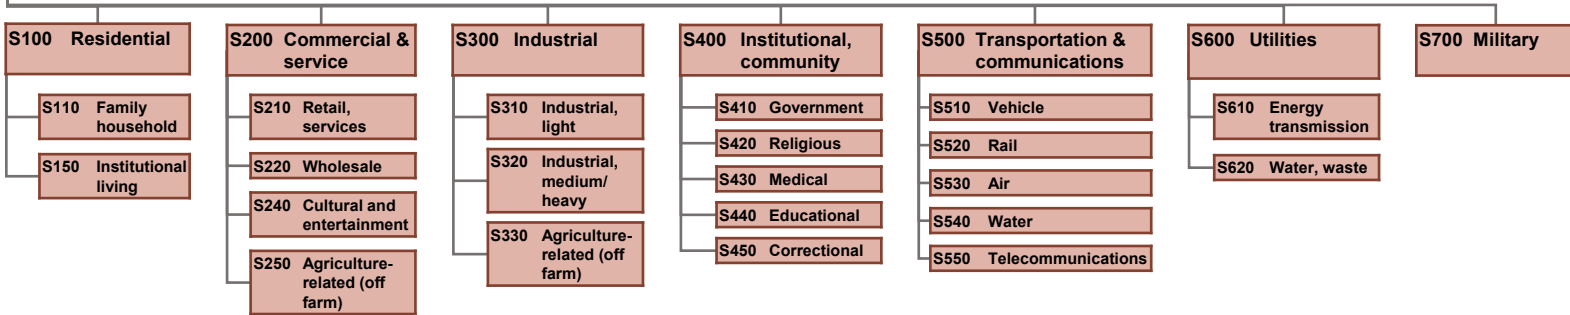 S100 Residential
S200 Commercial &
service
S300 Industrial
S400 Institutional,
community
S500 Transportation &
communications
S600 Utilities
S700 Military
S110 Family
household
S150 Institutional
living
S210 Retail,
services
S220 Wholesale
S240 Cultural and
entertainment
S250 Agriculture-
related (off
farm)
S310 Industrial,
light
S320 Industrial,
medium/
heavy
S330 Agriculture-
related (off
farm)
S410 Government
S420 Religious
S430 Medical
S440 Educational
S450 Correctional
S510 Vehicle
S520 Rail
S530 Air
S540 Water
S550 Telecommunications
S610 Energy
transmission
S620 Water, waste